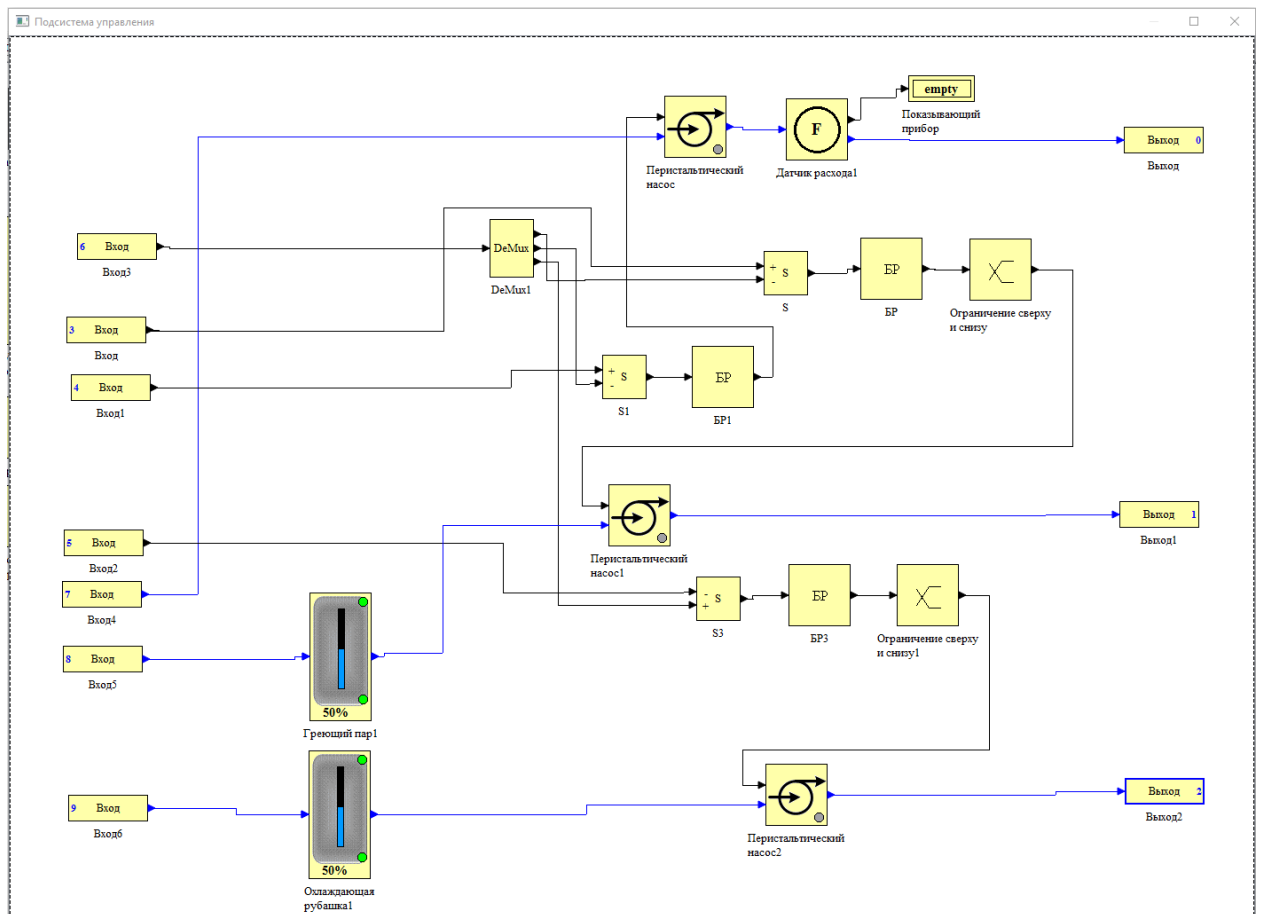 Подсистема управления
empty
Показывающий
прибор
F
Перистальтический
насос
Датчик расхода1
Выход 0
Выход
6 Вход
Вход3
DeMux
DeMux1
+
-
S
S
БР
БР
Ограничение сверху
и снизу
3 Вход
Вход
4 Вход
Вход1
+
-
S
S1
БР
БР1
Перистальтический
насос1
Выход 1
Выход1
5 Вход
Вход2
7 Вход
Вход4
-
+
S
S3
БР
БР3
Ограничение сверху
и снизу1
8 Вход
Вход5
50%
Греющий пар1
9 Вход
Вход6
50%
Охлаждающая
рубашка1
Перистальтический
насос2
Выход 2
Выход2